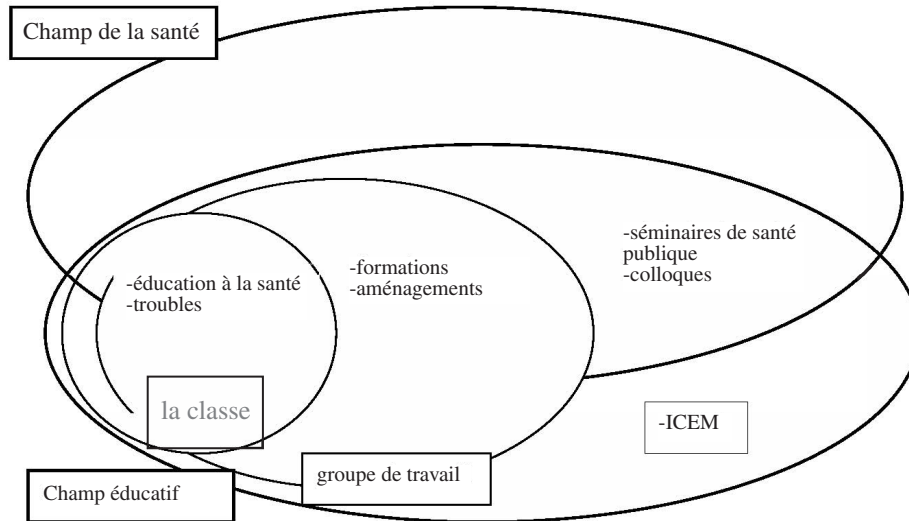 Champ de la santé
-séminaires de santé
publique
-colloques
-formations
-aménagements
-éducation à la santé
-troubles
la classe
-ICEM
groupe de travail
Champ éducatif